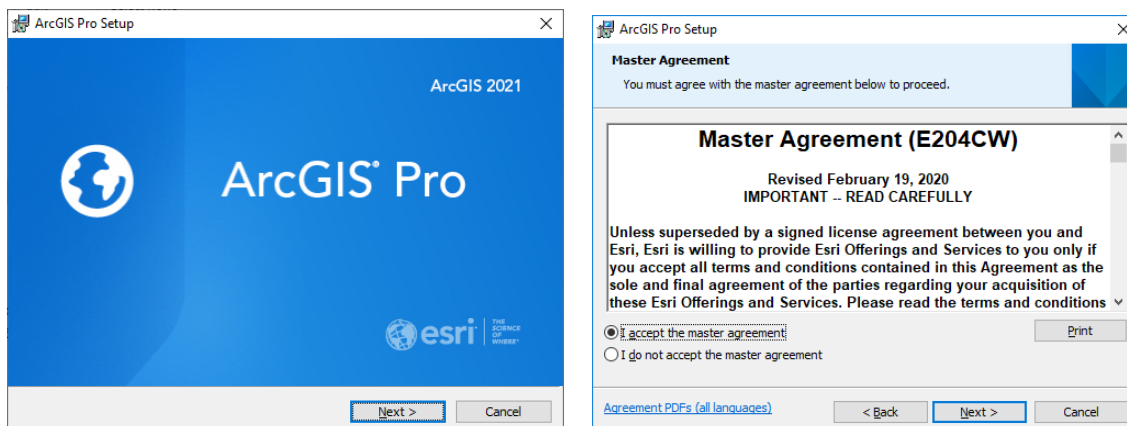 ArcGIS Pro Setup
ArcGIS 2021
ArcGIS® Pro
esri
THE
SCIENCE
OF
WHERE®
Next >
Cancel
ArcGIS Pro Setup
Master Agreement
You must agree with the master agreement below to proceed.
Master Agreement (E204CW)
Revised February 19, 2020
IMPORTANT -- READ CAREFULLY
Unless superseded by a signed license agreement between you and
Esri, Esri is willing to provide Esri Offerings and Services to you only if
you accept all terms and conditions contained in this Agreement as the
sole and final agreement of the parties regarding your acquisition of
these Esri Offerings and Services. Please read the terms and conditions
I accept the master agreement
Print
I do not accept the master agreement
Agreement PDFs (all languages)
< Back
Next >
Cancel